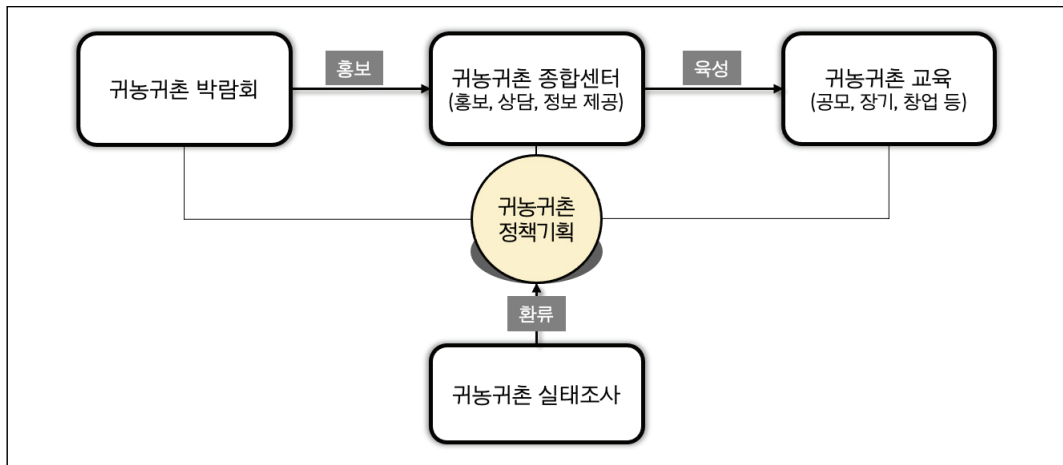 귀농귀촌 박람회
홍보
귀농귀촌 종합센터
(홍보, 상담, 정보 제공)
육성
귀농귀촌 교육
(공모, 장기, 창업 등)
귀농귀촌
정책기획
환류
귀농귀촌 실태조사